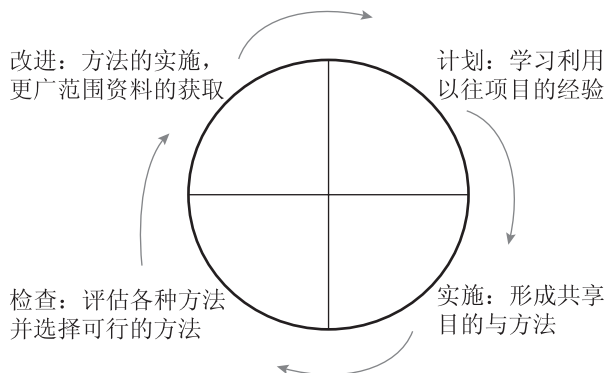 改进：方法的实施，
更广范围资料的获取
计划：学习利用
以往项目的经验
检查：评估各种方法
并选择可行的方法
实施：形成共享
目的与方法